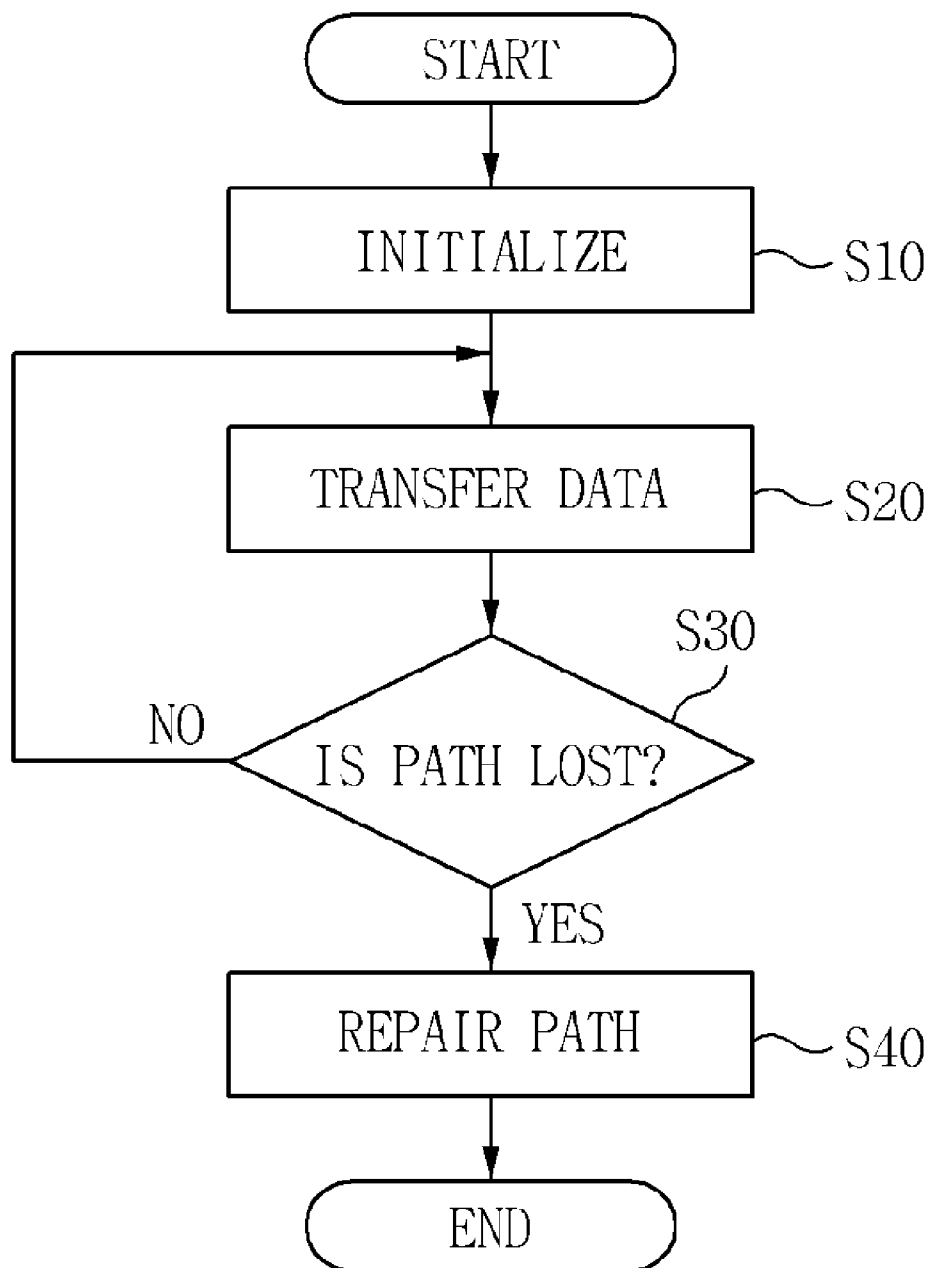 START
INITIALIZE
S10
TRANSFER DATA
S20
S30
NO
IS PATH LOST?
YES
REPAIR PATH
S40
END